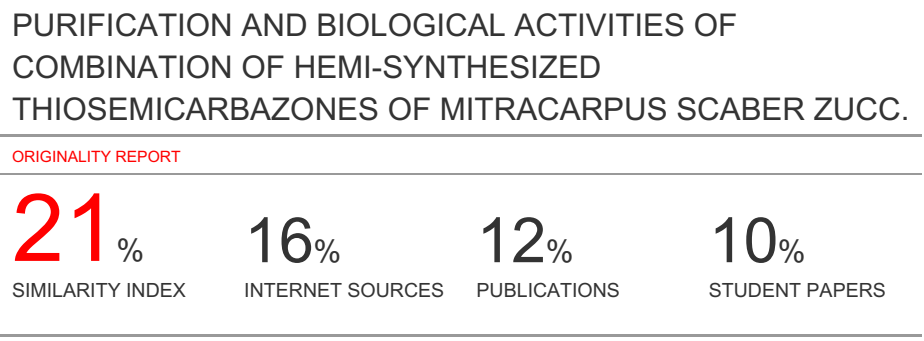 PURIFICATION AND BIOLOGICAL ACTIVITIES OF
COMBINATION OF HEMI-SYNTHESIZED
THIOSEMICARBAZONES OF MITRACARPUS SCABER ZUCC.
ORIGINALITY REPORT
21% 16% 12% 10%
SIMILARITY INDEX INTERNET SOURCES PUBLICATIONS STUDENT PAPERS